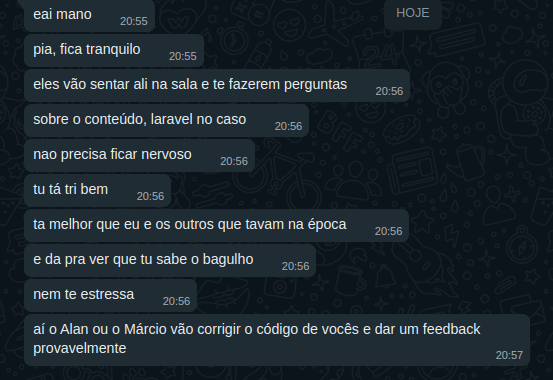 HOJE
eai mano
20:55
pia, fica tranquilo
20:55
eles vão sentar ali na sala e te fazerem perguntas
20:56
sobre o conteúdo, laravel no caso
20:56
nao precisa ficar nervoso
20:56
tu tá tri bem
20:56
ta melhor que eu e os outros que tavam na época
20:56
e da pra ver que tu sabe o bagulho
20:56
nem te estressa
20:56
aí o Alan ou o Márcio vão corrigir o código de vocês e dar um feedback
provavelmente
20:57